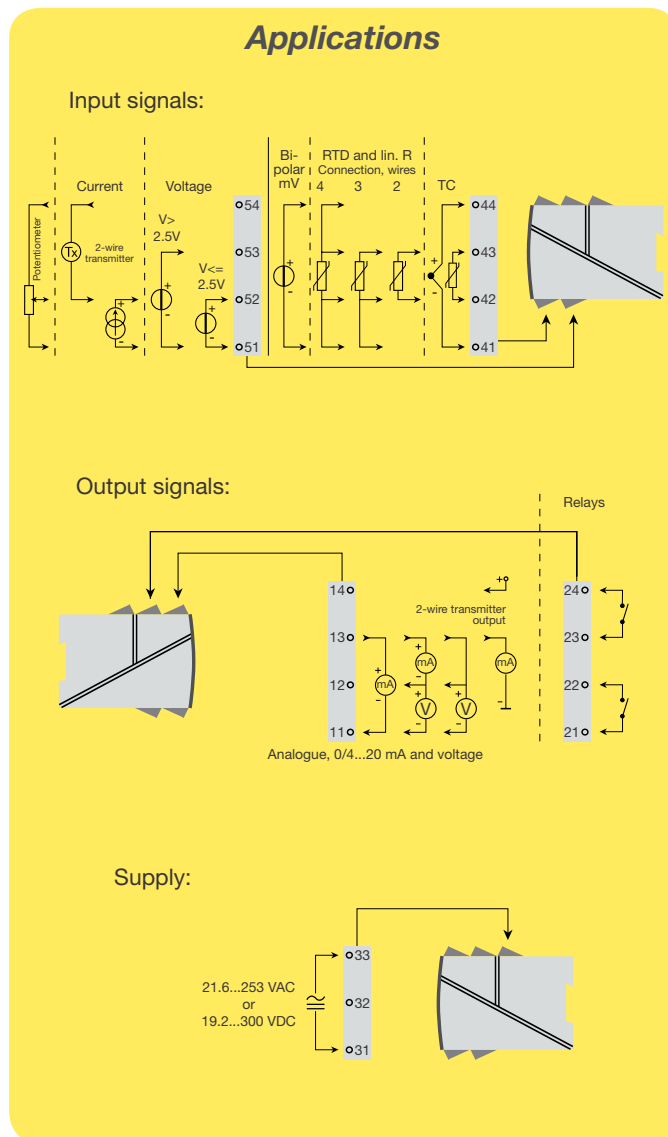 Applications
Input signals:
Potentiometer
Current
Tx
2-wire
transmitter
+
-
Voltage
V>
2.5V
+
-
V<=
2.5V
+
-
54
53
52
51
Bi-
polar
mV
+
-
RTD and lin. R
Connection, wires
4 3 2
TC
+
-
44
43
42
41
Output signals:
Relays
14
13
12
11
+
mA
-
+
mA
-
+
V
-
+
V
-
+
2-wire transmitter
output
mA
-
24
23
22
21
Analogue, 0/4...20 mA and voltage
Supply:
21.6...253 VAC
or
19.2...300 VDC
33
32
31